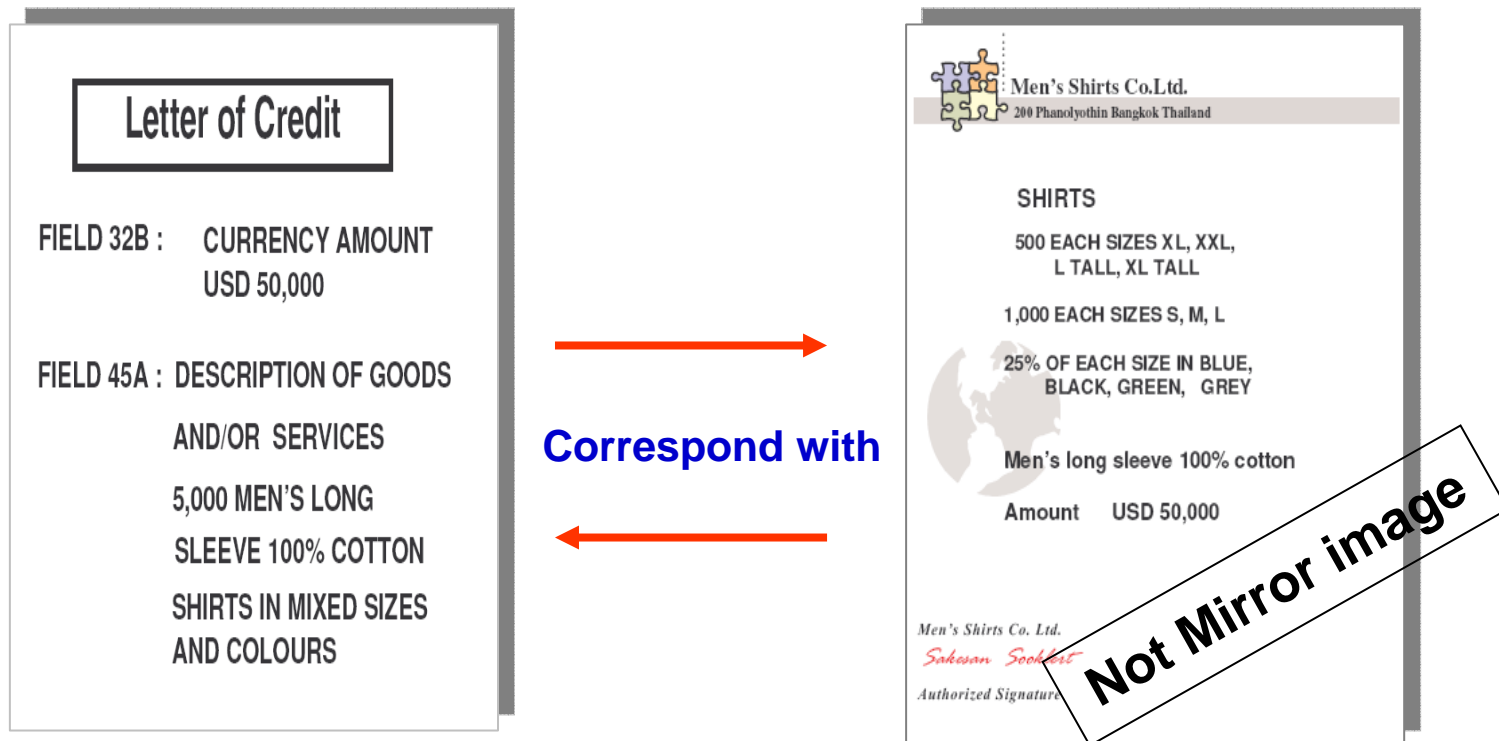 Letter of Credit
FIELD 32B : CURRENCY AMOUNT
USD 50,000
FIELD 45A : DESCRIPTION OF GOODS
AND/OR SERVICES
5,000 MEN'S LONG
SLEEVE 100% COTTON
SHIRTS IN MIXED SIZES
AND COLOURS
Correspond with
Men's Shirts Co.Ltd.
200 Phanolyothin Bangkok Thailand
SHIRTS
500 EACH SIZES XL, XXL,
L TALL, XL TALL
1,000 EACH SIZES S, M, L
25% OF EACH SIZE IN BLUE,
BLACK, GREEN, GREY
Men's long sleeve 100% cotton
Amount USD 50,000
Men's Shirts Co. Ltd.
Sakesan
Authorized Signature
Not Mirror image